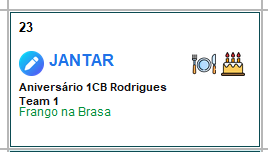 23
JANTAR
Aniversário 1CB Rodrigues
Team 1
Frango na Brasa